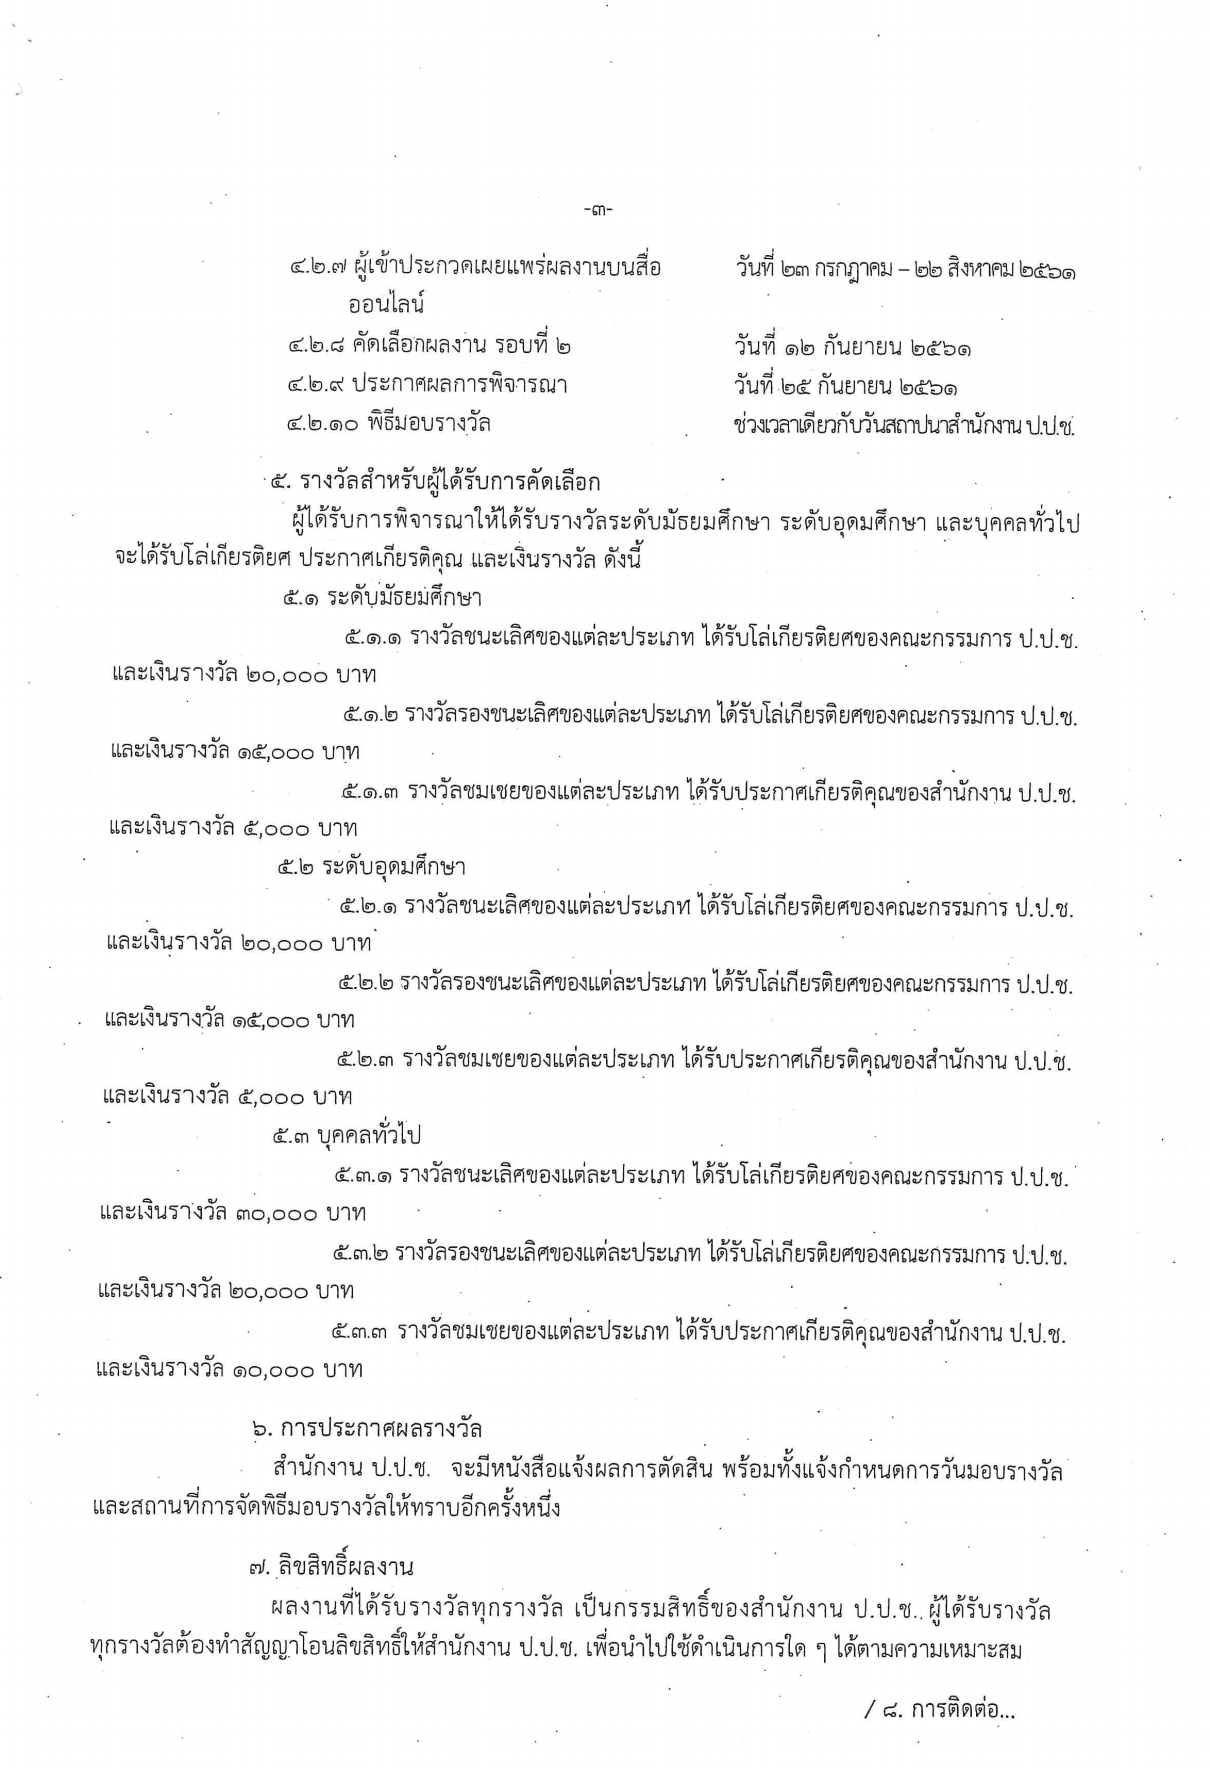 -๓-
๔.๒.๗ ผู้เข้าประกวดเผยแพร่ผลงานบนสื่อ วันที่ ๒๓ กรกฎาคม – ๒๒ สิงหาคม ๒๕๖๑
ออนไลน์
๔.๒.๘ คัดเลือกผลงาน รอบที่ ๒ วันที่ ๑๒ กันยายน ๒๕๖๑
๔.๒.๙ ประกาศผลการพิจารณา วันที่ ๒๕ กันยายน ๒๕๖๑
๔.๒.๑๐ พิธีมอบรางวัล ช่วงเวลาเดียวกับวันสถาปนาสำนักงาน ป.ป.ช.
๕. รางวัลสำหรับผู้ได้รับการคัดเลือก
ผู้ได้รับการพิจารณาให้ได้รับรางวัลระดับมัธยมศึกษา ระดับอุดมศึกษา และบุคคลทั่วไป
จะได้รับโล่เกียรติยศ ประกาศเกียรติคุณ และเงินรางวัล ดังนี้
๕.๑ ระดับมัธยมศึกษา
๕.๑.๑ รางวัลชนะเลิศของแต่ละประเภท ได้รับโล่เกียรติยศของคณะกรรมการ ป.ป.ช.
และเงินรางวัล ๒๐,๐๐๐ บาท
๕.๑.๒ รางวัลรองชนะเลิศของแต่ละประเภท ได้รับโล่เกียรติยศของคณะกรรมการ ป.ป.ช.
และเงินรางวัล ๑๕,๐๐๐ บาท
๕.๑.๓ รางวัลชมเชยของแต่ละประเภท ได้รับประกาศเกียรติคุณของสำนักงาน ป.ป.ช.
และเงินรางวัล ๕,๐๐๐ บาท
๕.๒ ระดับอุดมศึกษา
๕.๒.๑ รางวัลชนะเลิศของแต่ละประเภท ได้รับโล่เกียรติยศของคณะกรรมการ ป.ป.ช.
และเงินรางวัล ๒๐,๐๐๐ บาท
๕.๒.๒ รางวัลรองชนะเลิศของแต่ละประเภท ได้รับโล่เกียรติยศของคณะกรรมการ ป.ป.ช.
และเงินรางวัล ๑๕,๐๐๐ บาท
๕.๒.๓ รางวัลชมเชยของแต่ละประเภท ได้รับประกาศเกียรติคุณของสำนักงาน ป.ป.ช.
และเงินรางวัล ๕,๐๐๐ บาท
๕.๓ บุคคลทั่วไป
๕.๓.๑ รางวัลชนะเลิศของแต่ละประเภท ได้รับโล่เกียรติยศของคณะกรรมการ ป.ป.ช.
และเงินรางวัล ๓๐,๐๐๐ บาท
๕.๓.๒ รางวัลรองชนะเลิศของแต่ละประเภท ได้รับโล่เกียรติยศของคณะกรรมการ ป.ป.ช.
และเงินรางวัล ๒๐,๐๐๐ บาท
๕.๓.๓ รางวัลชมเชยของแต่ละประเภท ได้รับประกาศเกียรติคุณของสำนักงาน ป.ป.ช.
และเงินรางวัล ๑๐,๐๐๐ บาท
๖. การประกาศผลรางวัล
สำนักงาน ป.ป.ช. จะมีหนังสือแจ้งผลการตัดสิน พร้อมทั้งแจ้งกำหนดการวันมอบรางวัล
และสถานที่การจัดพิธีมอบรางวัลให้ทราบอีกครั้งหนึ่ง
๗. ลิขสิทธิ์ผลงาน
ผลงานที่ได้รับรางวัลทุกรางวัล เป็นกรรมสิทธิ์ของสำนักงาน ป.ป.ช. ผู้ได้รับรางวัล
ทุกรางวัลต้องทำสัญญาโอนลิขสิทธิ์ให้สำนักงาน ป.ป.ช. เพื่อนำไปใช้ดำเนินการใด ๆ ได้ตามความเหมาะสม
/ ๘. การติดต่อ...